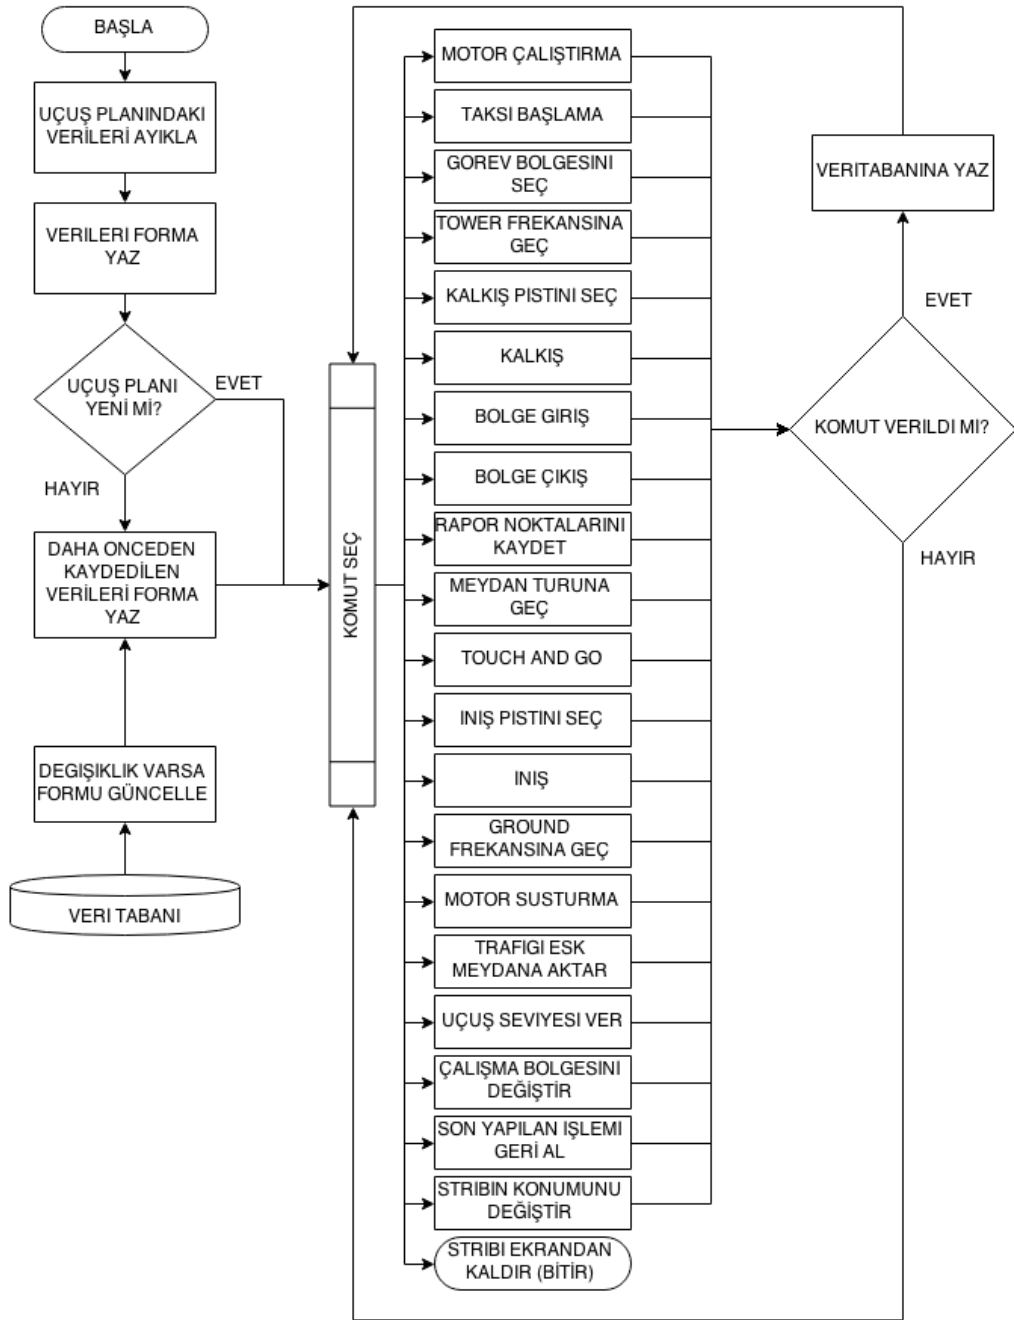 BAŞLA
UÇUŞ PLANINDAKİ
VERİLERİ AYIKLA
VERILERI FORMA
YAZ
UÇUŞ PLANI
YENİ Mİ?
EVET
HAYIR
DAHA ONCEDEN
KAYDEDILEN
VERILERI FORMA
YAZ
DEGIŞIKLIK VARSA
FORMU GÜNCELLE
VERI TABANI
KOMUT SEÇ
MOTOR ÇALIŞTIRMA
TAKSI BAŞLAMA
GOREV BOLGESINI
SEÇ
TOWER FREKANSINA
GEÇ
KALKIŞ PISTINI SEÇ
KALKIŞ
BOLGE GIRIŞ
BOLGE ÇIKIŞ
RAPOR NOKTALARINI
KAYDET
MEYDAN TURUNA
GEÇ
TOUCH AND GO
INIŞ PISTINI SEÇ
INIŞ
GROUND
FREKANSINA GEÇ
MOTOR SUSTURMA
TRAFIGI ESK
MEYDANA AKTAR
UÇUŞ SEVIYESI VER
ÇALIŞMA BOLGESINI
DEĞİŞTİR
SON YAPILAN IŞLEMI
GERI AL
STRIBIN KONUMUNU
DEĞİŞTİR
STRIBI EKRANDAN
KALDIR (BİTİR)
VERITABANINA YAZ
EVET
KOMUT VERILDI MI?
HAYIR